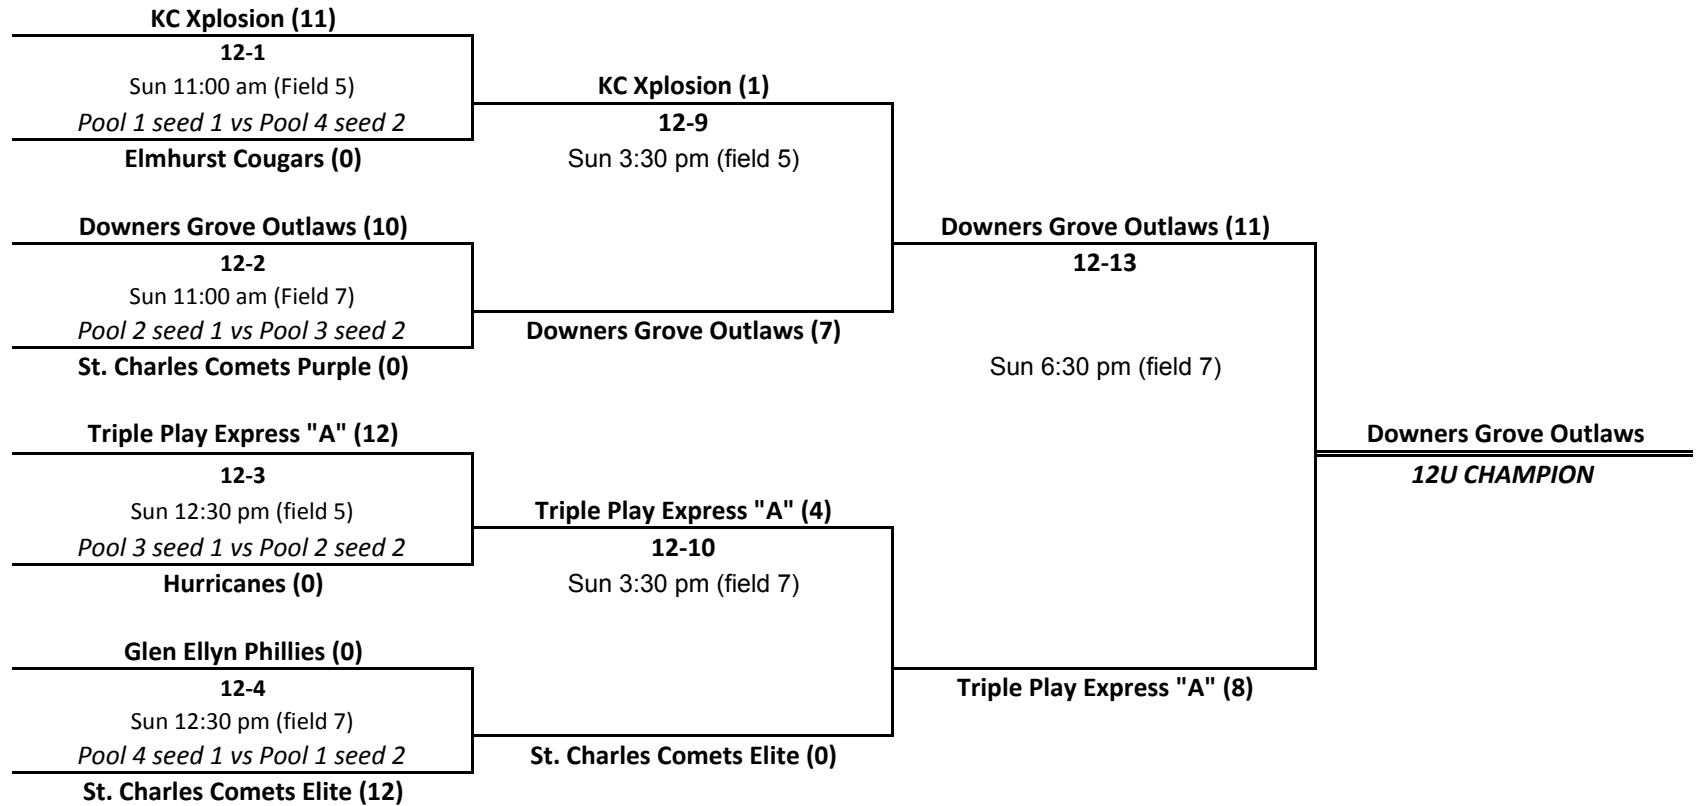 KC Xplosion (11)
12-1
Sun 11:00 am (Field 5)
Pool 1 seed 1 vs Pool 4 seed 2
Elmhurst Cougars (0)
Downers Grove Outlaws (10)
12-2
Sun 11:00 am (Field 7)
Pool 2 seed 1 vs Pool 3 seed 2
St. Charles Comets Purple (0)
Triple Play Express "A" (12)
12-3
Sun 12:30 pm (field 5)
Pool 3 seed 1 vs Pool 2 seed 2
Hurricanes (0)
Glen Ellyn Phillies (0)
12-4
Sun 12:30 pm (field 7)
Pool 4 seed 1 vs Pool 1 seed 2
St. Charles Comets Elite (12)
KC Xplosion (1)
12-9
Sun 3:30 pm (field 5)
Downers Grove Outlaws (7)
Triple Play Express "A" (4)
12-10
Sun 3:30 pm (field 7)
St. Charles Comets Elite (0)
Downers Grove Outlaws (11)
12-13
Sun 6:30 pm (field 7)
Triple Play Express "A" (8)
Downers Grove Outlaws
12U CHAMPION